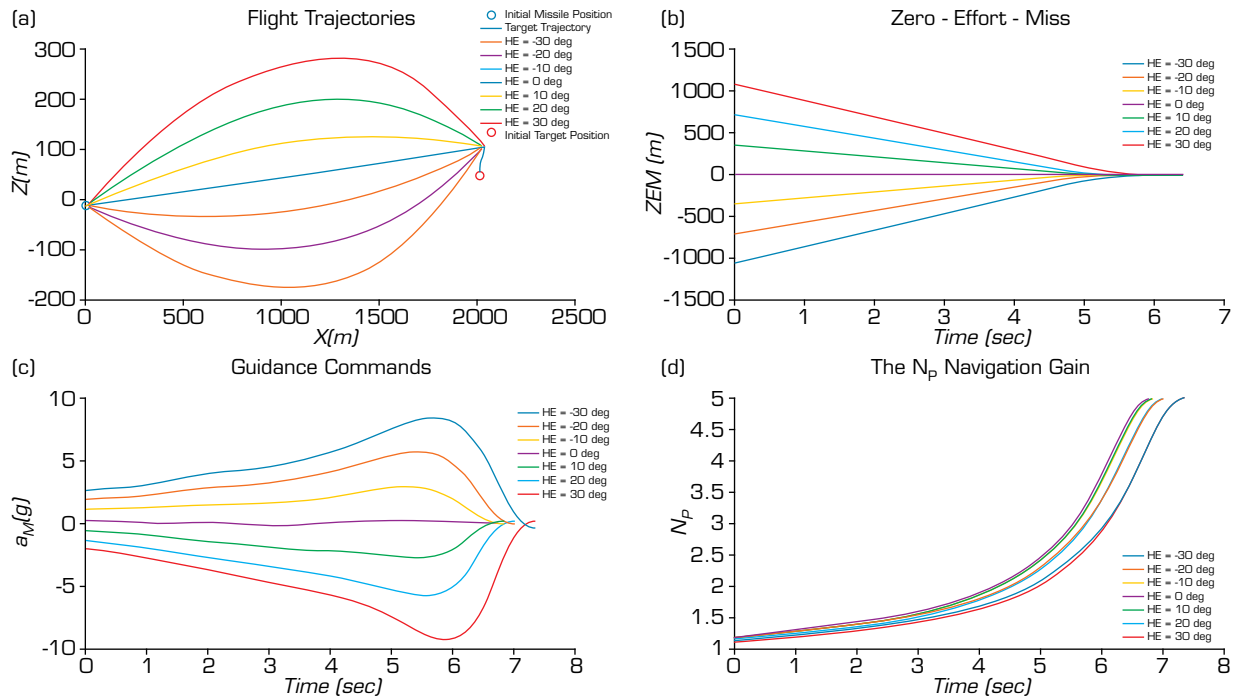 (a)
Flight Trajectories
Initial Missile Position
Target Trajectory
HE = -30 deg
HE = -20 deg
HE = -10 deg
HE = 0 deg
HE = 10 deg
HE = 20 deg
HE = 30 deg
Initial Target Position
Z[m]
300
200
100
0
-100
-200
0 500 1000 1500 2000 2500
X[m]
(b)
Zero - Effort - Miss
HE = -30 deg
HE = -20 deg
HE = -10 deg
HE = 0 deg
HE = 10 deg
HE = 20 deg
HE = 30 deg
ZEM [m]
1500
1000
500
0
-500
-1000
-1500
0 1 2 3 4 5 6 7
Time [sec]
(c)
Guidance Commands
HE = -30 deg
HE = -20 deg
HE = -10 deg
HE = 0 deg
HE = 10 deg
HE = 20 deg
HE = 30 deg
aM[g]
10
5
0
-5
-10
0 1 2 3 4 5 6 7 8
Time [sec]
(d)
The NP Navigation Gain
NP
5
4.5
4
3.5
3
2.5
2
1.5
1
HE = -30 deg
HE = -20 deg
HE = -10 deg
HE = 0 deg
HE = 10 deg
HE = 20 deg
HE = 30 deg
0 1 2 3 4 5 6 7 8
Time [sec]